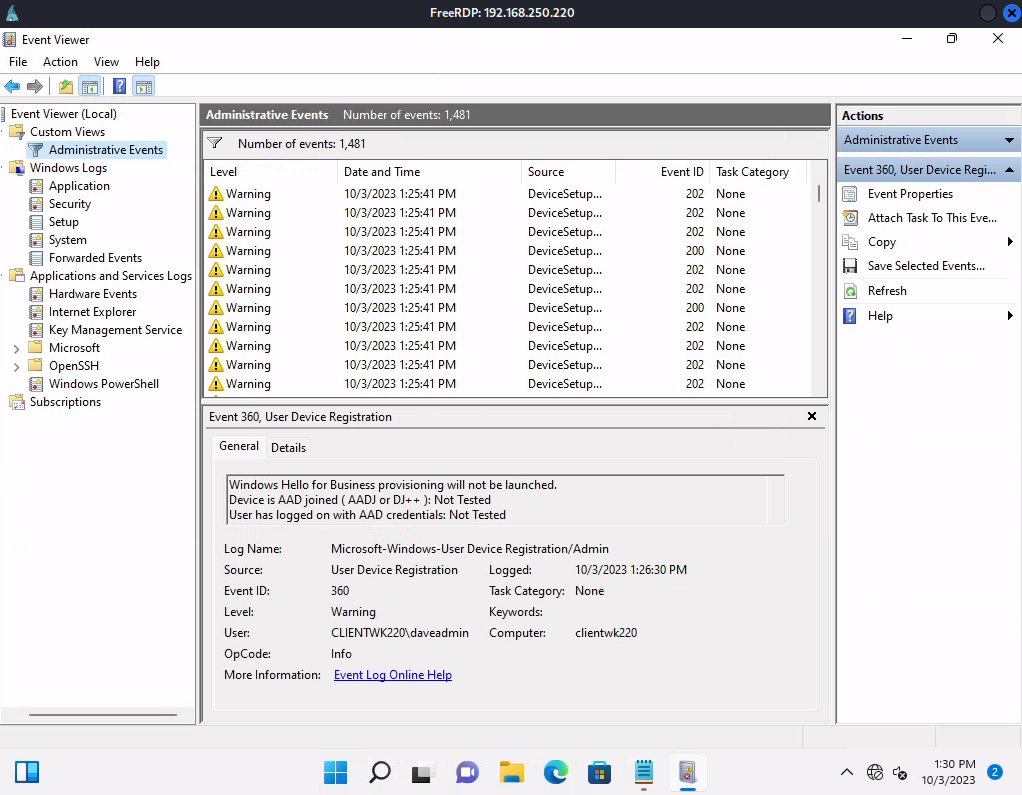 FreeRDP: 192.168.250.220
Event Viewer
File Action View Help
Event Viewer (Local)
Custom Views
Administrative Events
Windows Logs
Application
Security
Setup
System
Forwarded Events
Applications and Services Logs
Hardware Events
Internet Explorer
Key Management Service
Microsoft
OpenSSH
Windows PowerShell
Subscriptions
Administrative Events Number of events: 1,481
Number of events: 1,481
Level Date and Time Source Event ID Task Category
Warning 10/3/2023 1:25:41 PM DeviceSetup... 202 None
Warning 10/3/2023 1:25:41 PM DeviceSetup... 202 None
Warning 10/3/2023 1:25:41 PM DeviceSetup... 202 None
Warning 10/3/2023 1:25:41 PM DeviceSetup... 200 None
Warning 10/3/2023 1:25:41 PM DeviceSetup... 202 None
Warning 10/3/2023 1:25:41 PM DeviceSetup... 202 None
Warning 10/3/2023 1:25:41 PM DeviceSetup... 200 None
Warning 10/3/2023 1:25:41 PM DeviceSetup... 202 None
Warning 10/3/2023 1:25:41 PM DeviceSetup... 202 None
Warning 10/3/2023 1:25:41 PM DeviceSetup... 202 None
Warning 10/3/2023 1:25:41 PM DeviceSetup... 202 None
Event 360, User Device Registration
General Details
Windows Hello for Business provisioning will not be launched.
Device is AAD joined ( AADJ or DJ++ ): Not Tested
User has logged on with AAD credentials: Not Tested
Log Name: Microsoft-Windows-User Device Registration/Admin
Source: User Device Registration Logged: 10/3/2023 1:26:30 PM
Event ID: 360 Task Category: None
Level: Warning Keywords:
User: CLIENTWK220\daveadmin Computer: clientwk220
OpCode: Info
More Information: Event Log Online Help
Actions
Administrative Events
Event 360, User Device Regi...
Event Properties
Attach Task To This Eve...
Copy
Save Selected Events...
Refresh
Help
1:30 PM
10/3/2023
2